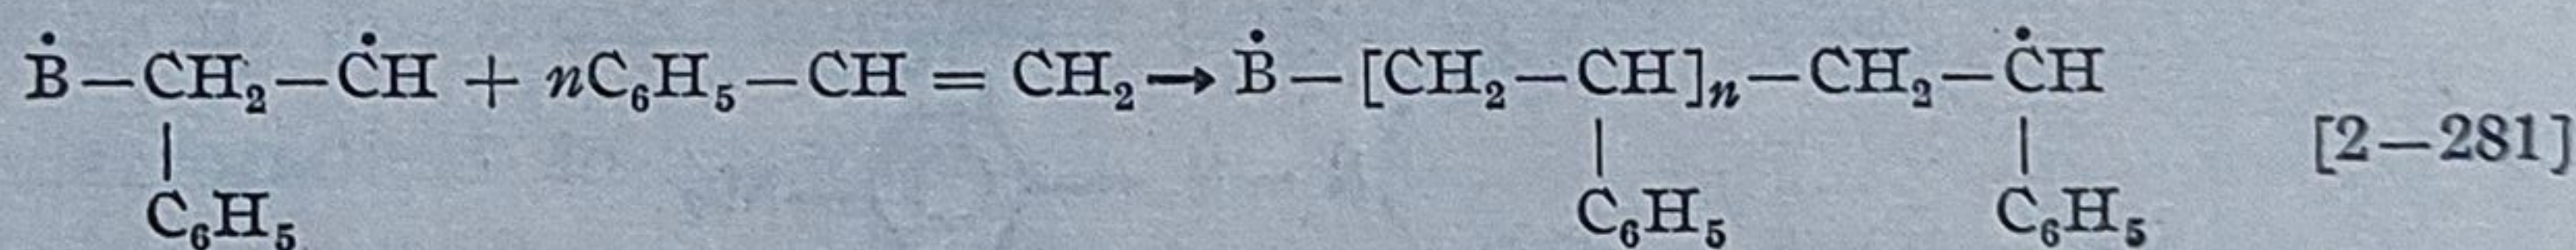 Ḃ—CH₂—ĊH + nC₆H₅—CH = CH₂→Ḃ—[CH₂—CH]ₙ—CH₂—ĊH
| | | [2—281]
C₆H₅ C₆H₅ C₆H₅